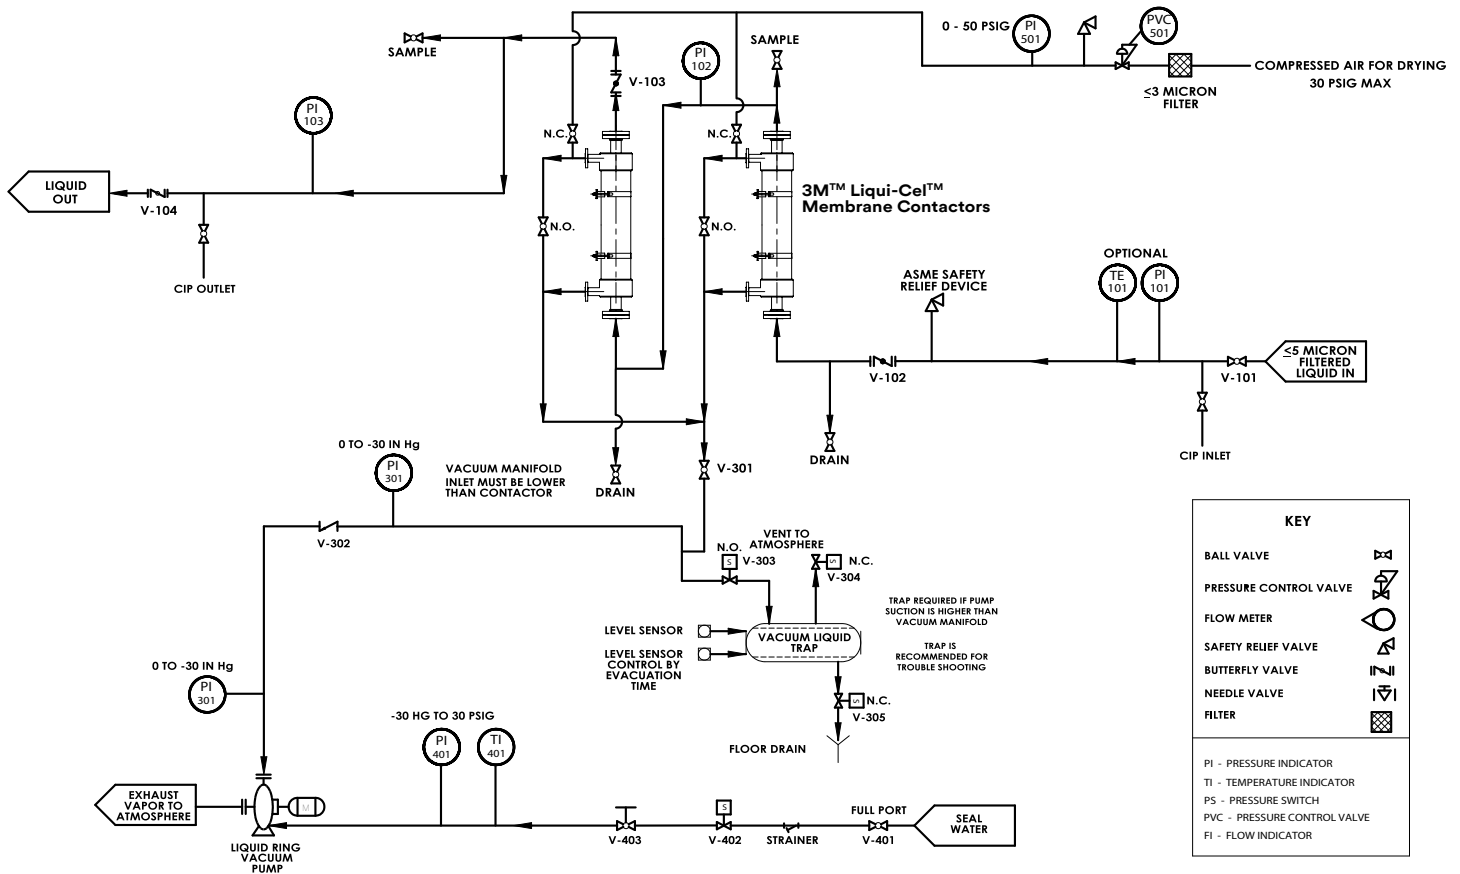 0 - 50 PSIG
PI
501
PVC
501
SAMPLE
SAMPLE
PI
102
V-103
COMPRESSED AIR FOR DRYING
30 PSIG MAX
≤3 MICRON
FILTER
PI
103
N.C.
N.C.
LIQUID
OUT
V-104
3M™ Liqui-Cel™
Membrane Contactors
N.O.
N.O.
CIP OUTLET
OPTIONAL
TE
101
PI
101
ASME SAFETY
RELIEF DEVICE
≤5 MICRON
FILTERED
LIQUID IN
V-102
V-101
0 TO -30 IN Hg
PI
301
VACUUM MANIFOLD
INLET MUST BE LOWER
THAN CONTACTOR
DRAIN
V-301
DRAIN
CIP INLET
V-302
N.O.
V-303
S
VENT TO
ATMOSPHERE
S
N.C.
V-304
TRAP REQUIRED IF PUMP
SUCTION IS HIGHER THAN
VACUUM MANIFOLD
TRAP IS
RECOMMENDED FOR
TROUBLE SHOOTING
LEVEL SENSOR
LEVEL SENSOR
CONTROL BY
EVACUATION
TIME
VACUUM LIQUID
TRAP
0 TO -30 IN Hg
PI
301
S
N.C.
V-305
FLOOR DRAIN
-30 HG TO 30 PSIG
PI
401
TI
401
EXHAUST
VAPOR TO
ATMOSPHERE
M
LIQUID RING
VACUUM
PUMP
V-403
S
V-402
STRAINER
FULL PORT
V-401
SEAL
WATER
KEY
BALL VALVE
PRESSURE CONTROL VALVE
FLOW METER
SAFETY RELIEF VALVE
BUTTERFLY VALVE
NEEDLE VALVE
FILTER
PI - PRESSURE INDICATOR
TI - TEMPERATURE INDICATOR
PS - PRESSURE SWITCH
PVC - PRESSURE CONTROL VALVE
FI - FLOW INDICATOR